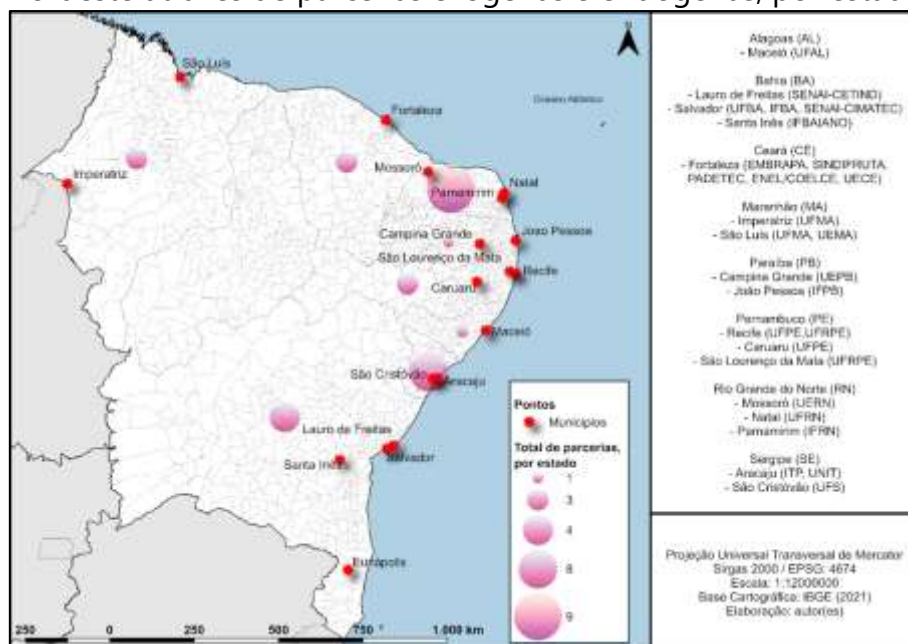 São Luís
Fortaleza
Oceano Atlântico
Imperatriz
Mossoró
Parnamirim
Natal
Campina Grande
João Pessoa
São Lourenço da Mata
Recife
Caruaru
Maceió
São Cristóvão
Aracaju
Lauro de Freitas
Salvador
Santa Inês
Eunápolis
Pontos
Municípios
Total de parcerias,
por estado
1
3
4
8
9
250 0 250 500 750 1.000 km
Alagoas (AL)
- Maceió (UFAL)
Bahia (BA)
- Lauro de Freitas (SENAI-CETIND)
- Salvador (UFBA, IFBA, SENAI-CIMATEC)
- Santa Inês (IFBAIANO)
Ceará (CE)
- Fortaleza (EMBRAPA, SINDIFRUTA,
PADETEC, ENEL/COELCE, UECE)
Maranhão (MA)
- Imperatriz (UFMA)
- São Luís (UFMA, UEMA)
Paraíba (PB)
- Campina Grande (UEPB)
- João Pessoa (IFPB)
Pernambuco (PE)
- Recife (UFPE,UFRPE)
- Caruaru (UFPE)
- São Lourenço da Mata (UFRPE)
Rio Grande do Norte (RN)
- Mossoró (UERN)
- Natal (UFRN)
- Parnamirim (IFRN)
Sergipe (SE)
- Aracaju (ITP, UNIT)
- São Cristóvão (UFS)
Projeção Universal Transversal de Mercator
Sirgas 2000 / EPSG: 4674
Escala: 1:12000000
Base Cartográfica: IBGE (2021)
Elaboração: autor(es)